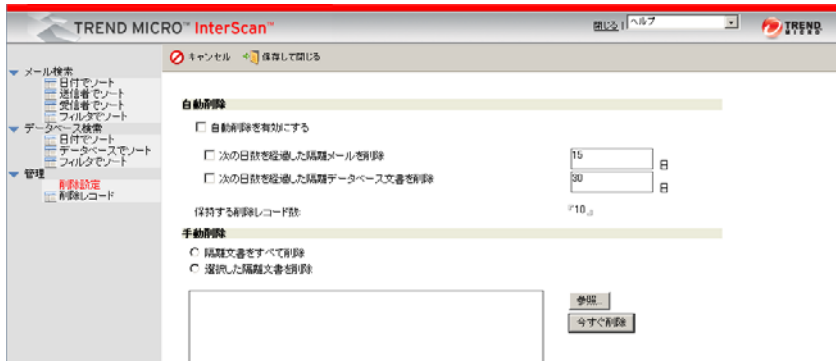 TREND MICRO™ InterScan™
閉じる | ヘルプ
TREND MICRO
キャンセル 保存して閉じる
メール検索
日付でソート
送信者でソート
受信者でソート
フィルタでソート
データベース検索
日付でソート
データベースでソート
フィルタでソート
管理
削除設定
削除レコード
自動削除
自動削除を有効にする
次の日数を経過した隔離メールを削除 15 日
次の日数を経過した隔離データベース文書を削除 30 日
保持する削除レコード数: 『10』
手動削除
隔離文書をすべて削除
選択した隔離文書を削除
参照...
今すぐ削除